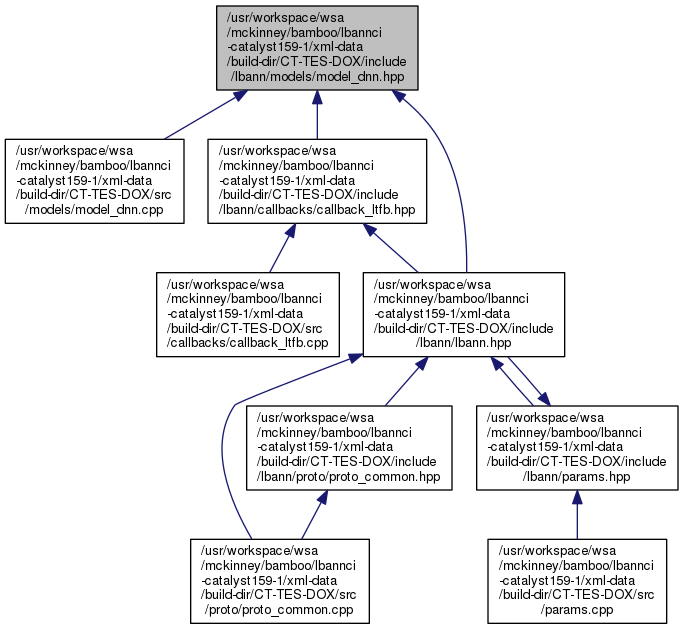 /usr/workspace/wsa
/mckinney/bamboo/lbannci
-catalyst159-1/xml-data
/build-dir/CT-TES-DOX/include
/lbann/models/model_dnn.hpp
/usr/workspace/wsa
/mckinney/bamboo/lbannci
-catalyst159-1/xml-data
/build-dir/CT-TES-DOX/src
/models/model_dnn.cpp
/usr/workspace/wsa
/mckinney/bamboo/lbannci
-catalyst159-1/xml-data
/build-dir/CT-TES-DOX/include
/lbann/callbacks/callback_ltfb.hpp
/usr/workspace/wsa
/mckinney/bamboo/lbannci
-catalyst159-1/xml-data
/build-dir/CT-TES-DOX/src
/callbacks/callback_ltfb.cpp
/usr/workspace/wsa
/mckinney/bamboo/lbannci
-catalyst159-1/xml-data
/build-dir/CT-TES-DOX/include
/lbann/lbann.hpp
/usr/workspace/wsa
/mckinney/bamboo/lbannci
-catalyst159-1/xml-data
/build-dir/CT-TES-DOX/include
/lbann/proto/proto_common.hpp
/usr/workspace/wsa
/mckinney/bamboo/lbannci
-catalyst159-1/xml-data
/build-dir/CT-TES-DOX/include
/lbann/params.hpp
/usr/workspace/wsa
/mckinney/bamboo/lbannci
-catalyst159-1/xml-data
/build-dir/CT-TES-DOX/src
/proto/proto_common.cpp
/usr/workspace/wsa
/mckinney/bamboo/lbannci
-catalyst159-1/xml-data
/build-dir/CT-TES-DOX/src
/params.cpp